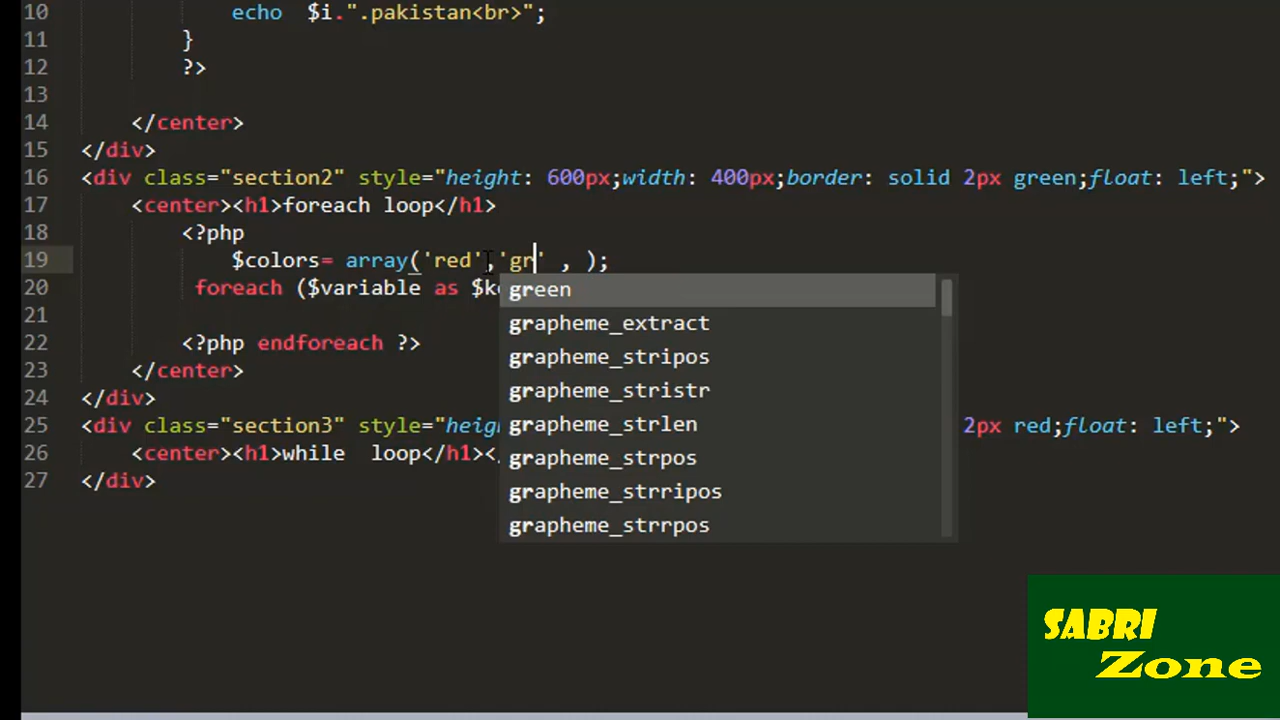 10 echo $i.".pakistan<br>";
11 }
12 ?>
13
14 </center>
15 </div>
16 <div class="section2" style="height: 600px;width: 400px;border: solid 2px green;float: left;">
17 <center><h1>foreach loop</h1>
18 <?php
19 $colors= array('red','gr' , );
20 foreach ($variable as
green
21
grapheme_extract
22 <?php endforeach ?>
grapheme_stripos
23 </center>
grapheme_stristr
24 </div>
grapheme_strlen
25 <div class="section3" style= 2px red;float: left;">
grapheme_strpos
26 <center><h1>while loop</h1>
grapheme_strripos
27 </div>
grapheme_strrpos
SABRI
Zone